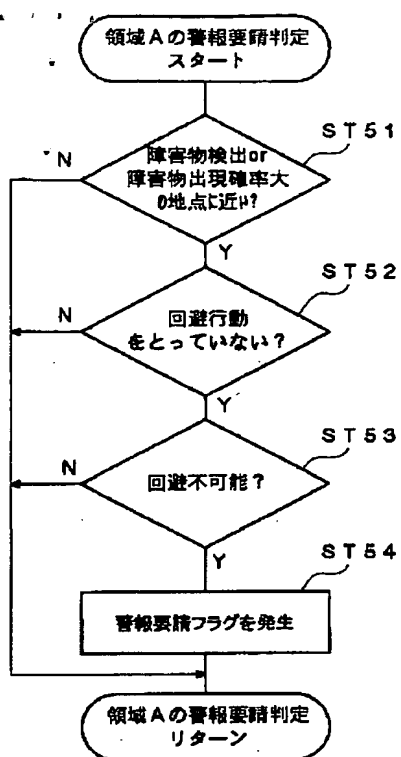 領域Aの警報要請判定
スタート
ST51
N
障害物検出or
障害物出現確率大
の地点に近い?
Y
ST52
N
回避行動
をとっていない?
Y
ST53
N
回避不可能?
Y
ST54
警報要請フラグを発生
領域Aの警報要請判定
リターン